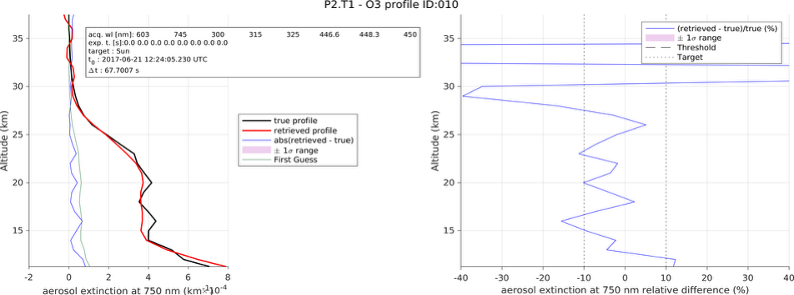 P2.T1 - O3 profile ID:010
acq. wl [nm]: 603 745 300 315 325 446.6 448.3 450
exp. t. [s]:0.0 0.0 0.0 0.0 0.0 0.0 0.0 0.0
target : Sun
tg : 2017-06-21 12:24:05.230 UTC
Δt : 67.7007 s
true profile
retrieved profile
abs(retrieved - true)
± 1σ range
First Guess
Altitude (km)
35
30
25
20
15
-2 0 2 4 6 8
aerosol extinction at 750 nm
(retrieved - true)/true (%)
± 1σ range
Threshold
Target
Altitude (km)
35
30
25
20
15
-40 -30 -20 -10 0 10 20 30 40
aerosol extinction at 750 nm relative difference (%)